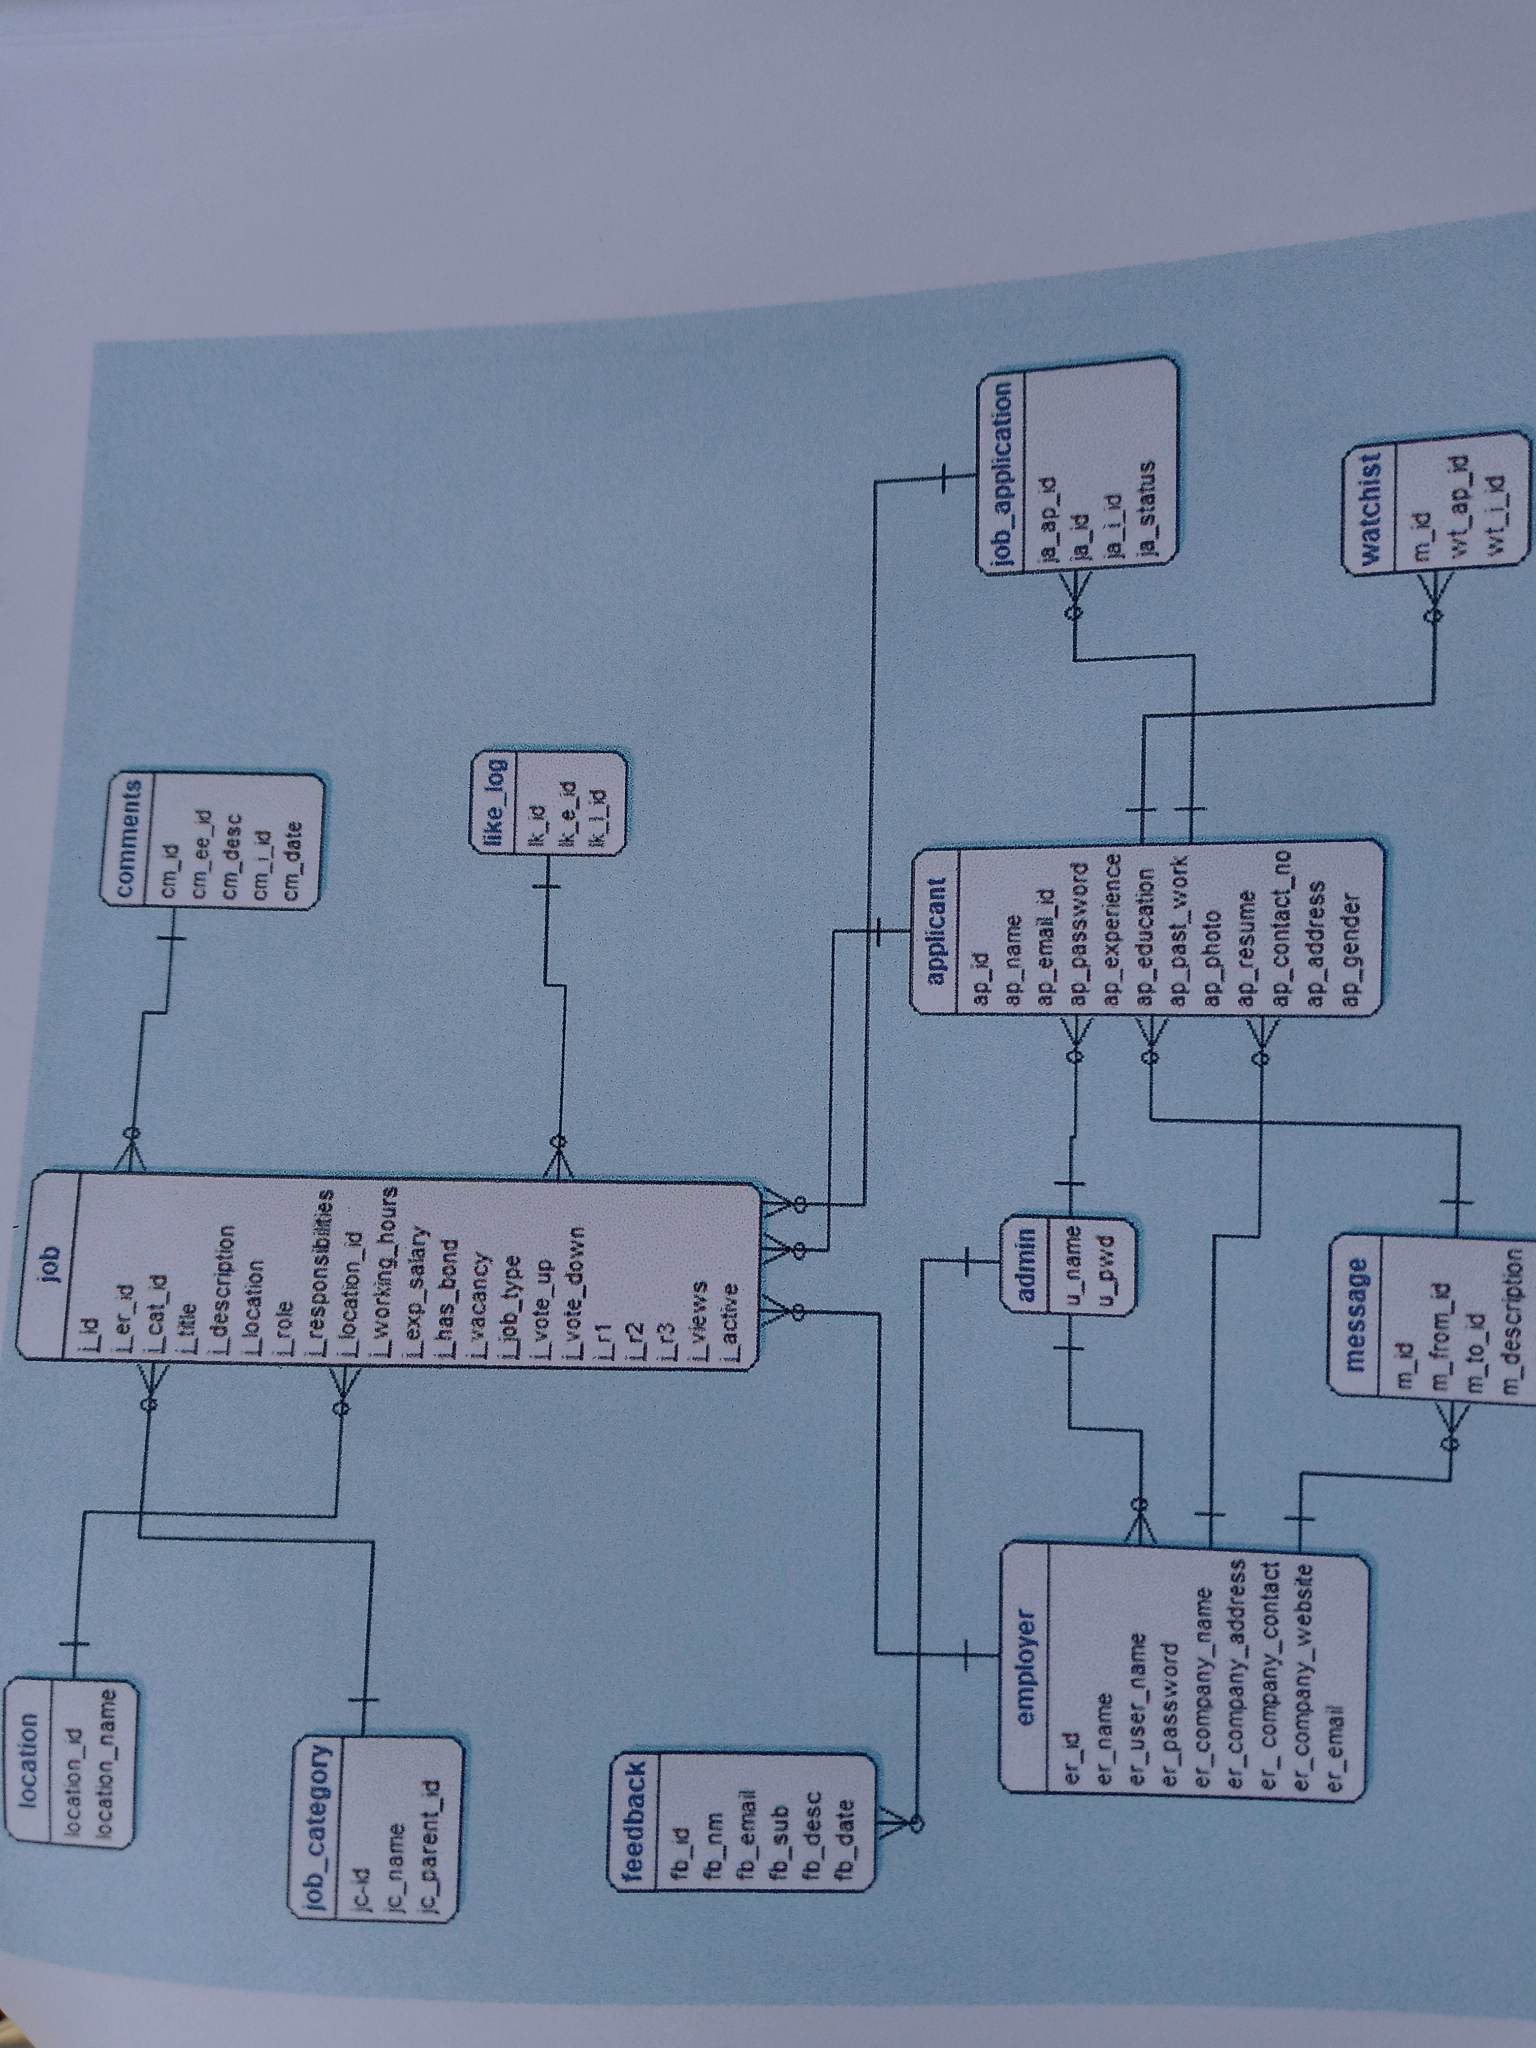 location
location_id
location_name
job_category
jc-id
jc_name
jc_parent_id
job
j_id
j_er_id
j_cat_id
j_title
j_description
j_location
j_role
j_responsibilities
j_location_id
j_working_hours
j_exp_salary
j_has_bond
j_vacancy
j_job_type
j_vote_up
j_vote_down
j_r1
j_r2
j_r3
j_views
j_active
comments
cm_id
cm_ee_id
cm_desc
cm_j_id
cm_date
like_log
lk_id
lk_e_id
lk_j_id
feedback
fb_id
fb_nm
fb_email
fb_sub
fb_desc
fb_date
employer
er_id
er_name
er_user_name
er_password
er_company_name
er_company_address
er_company_contact
er_company_website
er_email
admin
u_name
u_pwd
applicant
ap_id
ap_name
ap_email_id
ap_password
ap_experience
ap_education
ap_past_work
ap_photo
ap_resume
ap_contact_no
ap_address
ap_gender
job_application
ja_ap_id
ja_id
ja_j_id
ja_status
message
m_id
m_from_id
m_to_id
m_description
watchist
m_id
wt_ap_id
wt_j_id